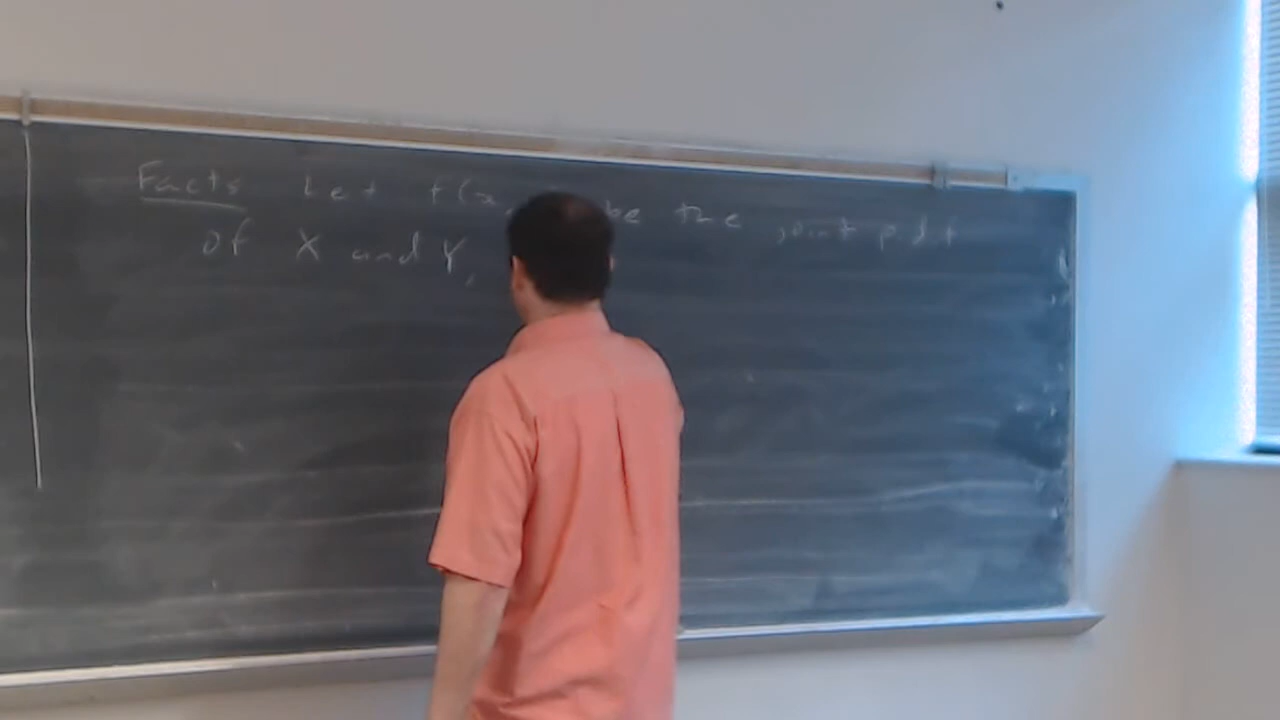 Facts Let f(x, be the joint pdf
of X and Y,